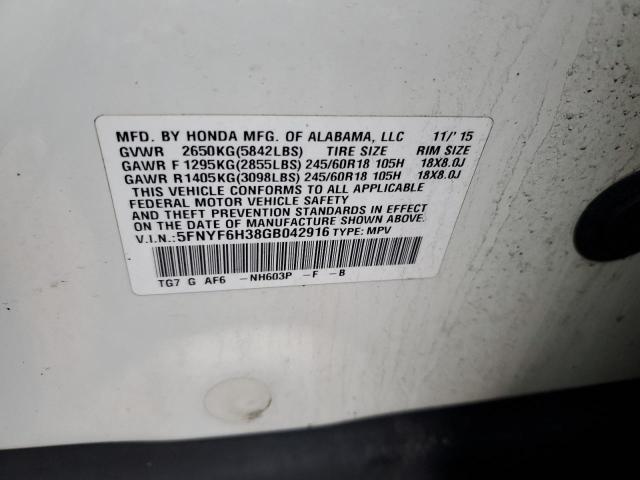 MFD. BY HONDA MFG. OF ALABAMA, LLC 11/'15
GVWR 2650KG(5842LBS) TIRE SIZE RIM SIZE
GAWR F 1295KG(2855LBS) 245/60R18 105H 18X8.0J
GAWR R1405KG(3098LBS) 245/60R18 105H 18X8.0J
THIS VEHICLE CONFORMS TO ALL APPLICABLE
FEDERAL MOTOR VEHICLE SAFETY
AND THEFT PREVENTION STANDARDS IN EFFECT
ON THE DATE OF MANUFACTURE SHOWN ABOVE.
V.I.N.:5FNYF6H38GB042916 TYPE: MPV
TG7 G AF6 -NH603P -F -B